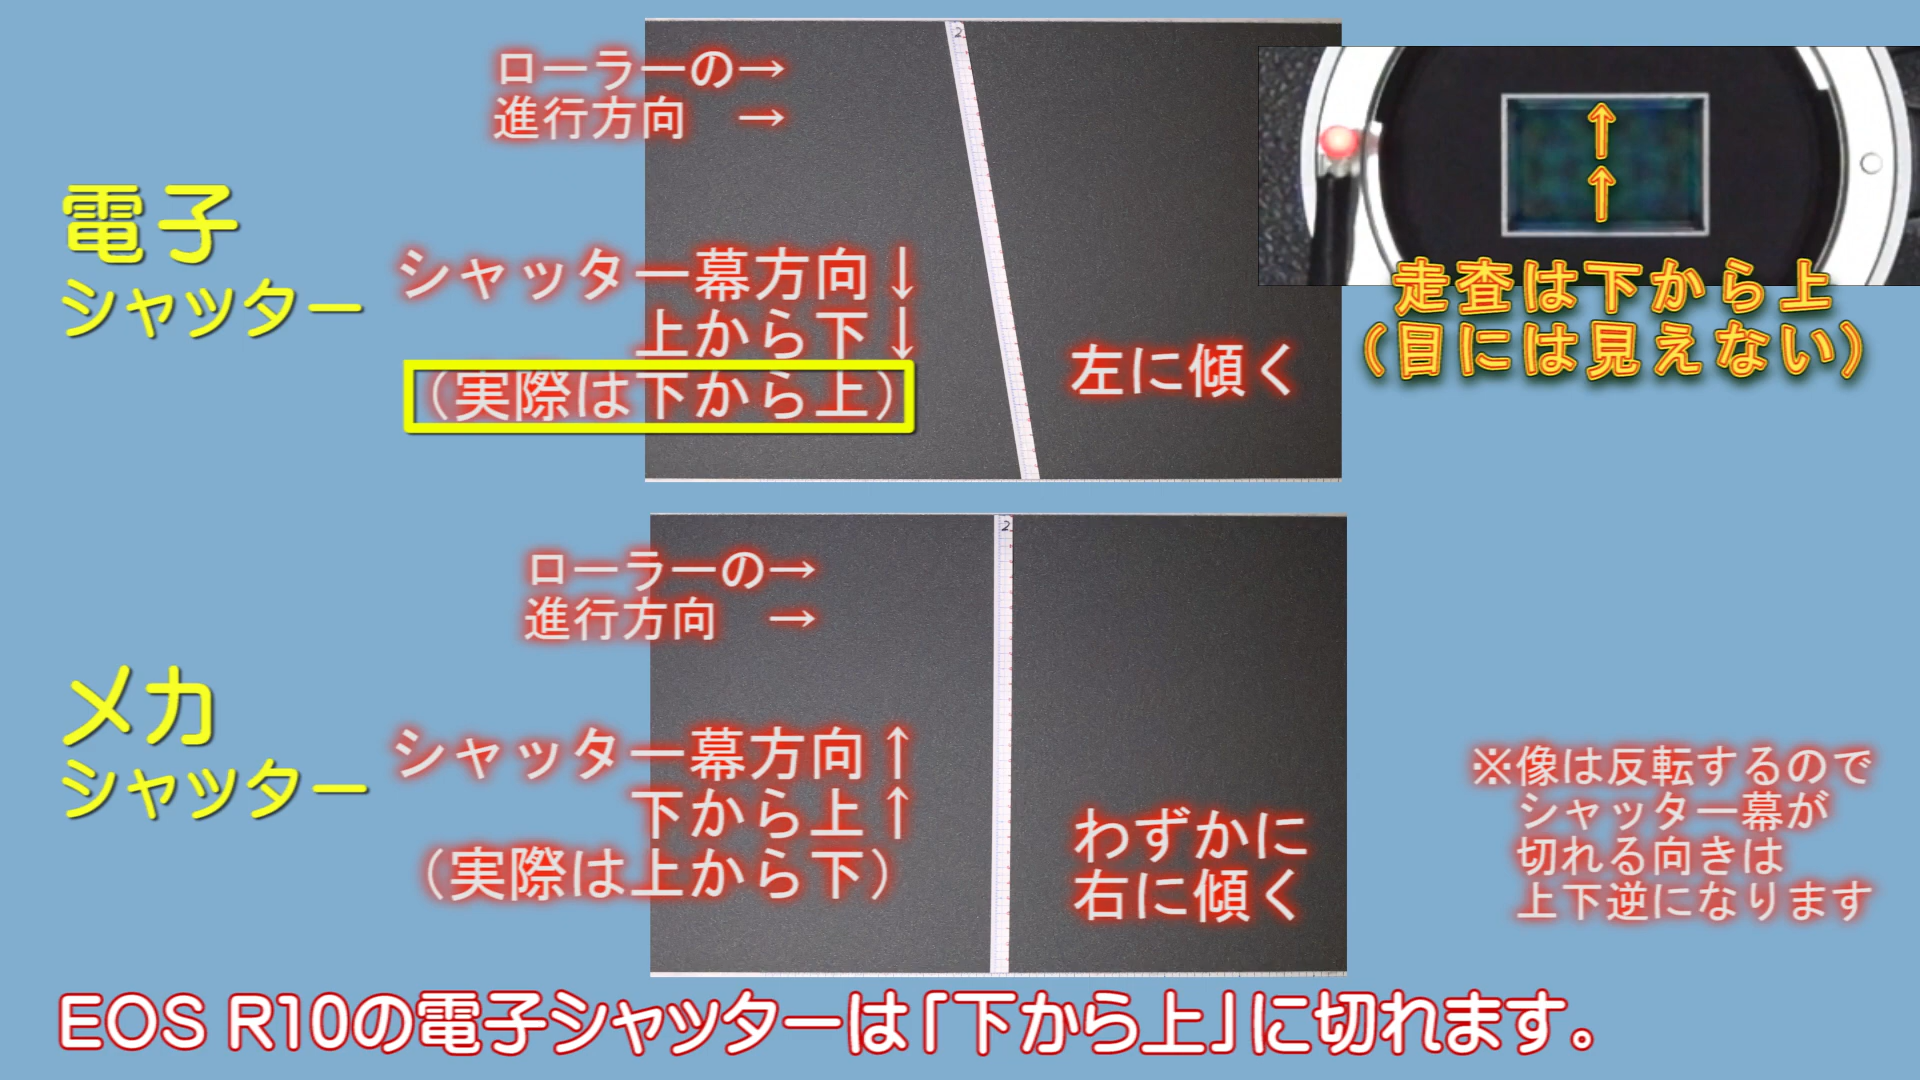 ローラーの→
進行方向　→
2
電子
シャッター
シャッター幕方向↓
上から下↓
（実際は下から上）
左に傾く
↑
↑
走査は下から上
（目には見えない）
ローラーの→
進行方向　→
2
メカ
シャッター
シャッター幕方向↑
下から上↑
（実際は上から下）
わずかに
右に傾く
※像は反転するので
シャッター幕が
切れる向きは
上下逆になります
EOS R10の電子シャッターは「下から上」に切れます。